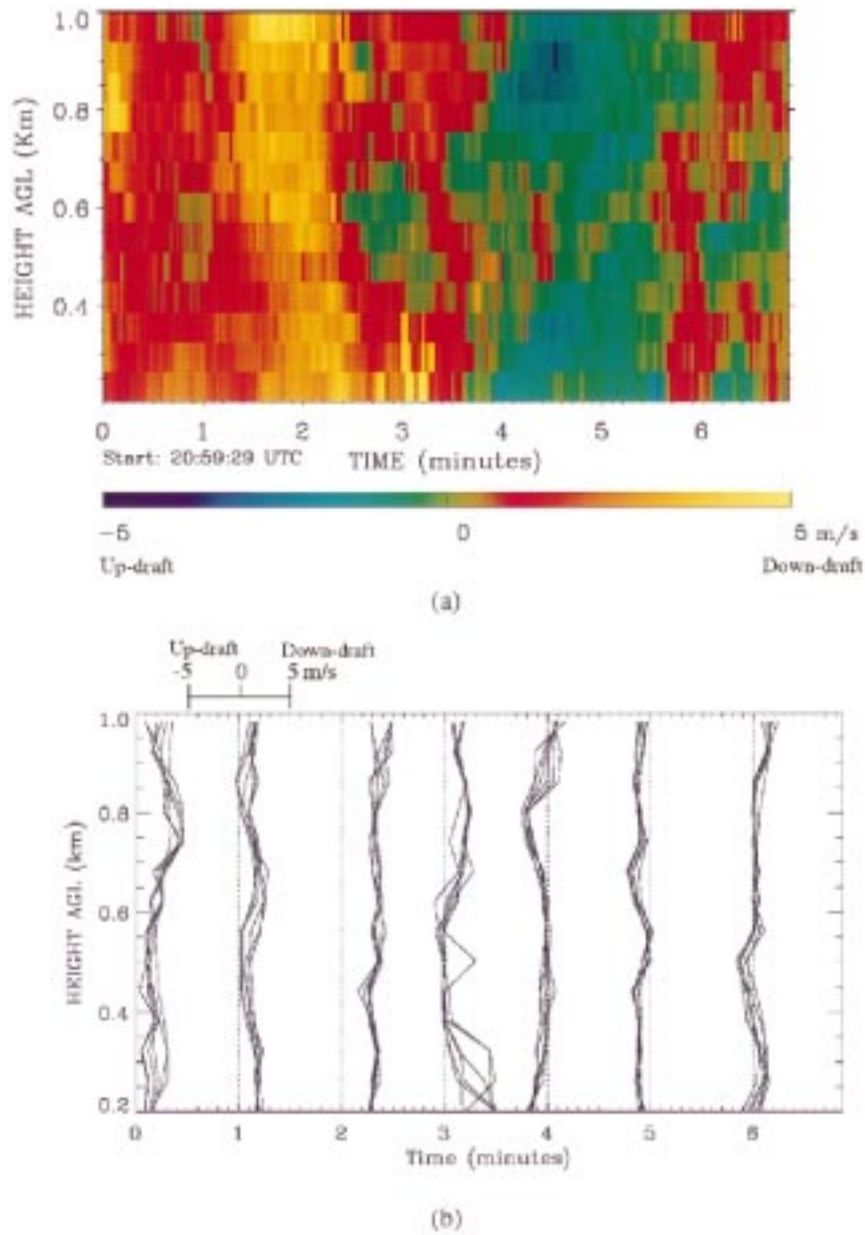 1.0
0.8
0.6
0.4
HEIGHT AGL (Km)
0 1 2 3 4 5 6
Start: 20:59:29 UTC TIME (minutes)
-5 0 5 m/s
Up-draft Down-draft
(a)
Up-draft Down-draft
-5 0 5 m/s
1.0
0.8
0.6
0.4
0.2
HEIGHT AGL (km)
0 1 2 3 4 5 6
Time (minutes)
(b)